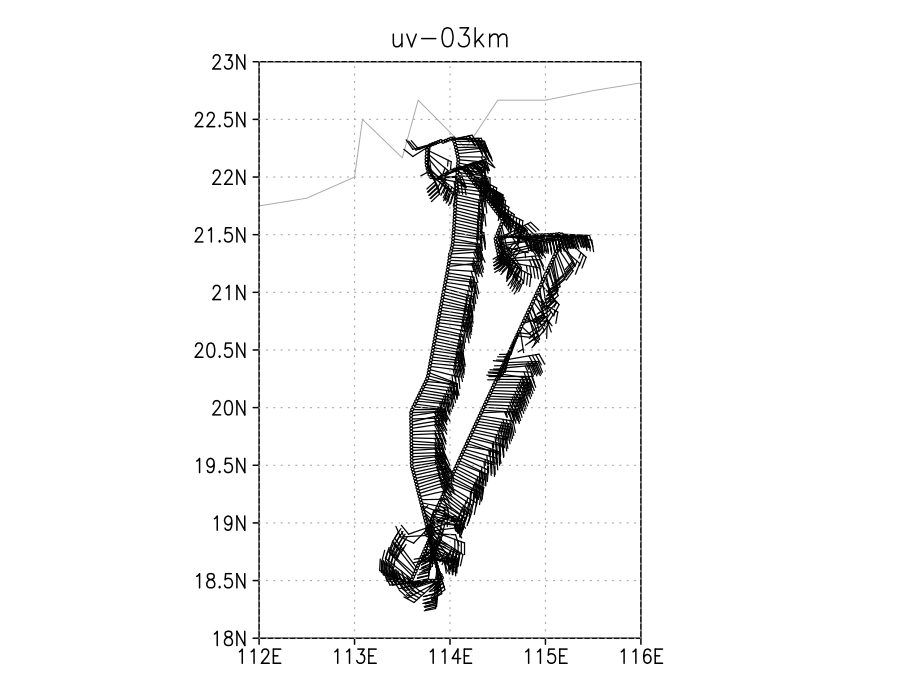 uv-03km
23N
22.5N
22N
21.5N
21N
20.5N
20N
19.5N
19N
18.5N
18N
112E 113E 114E 115E 116E